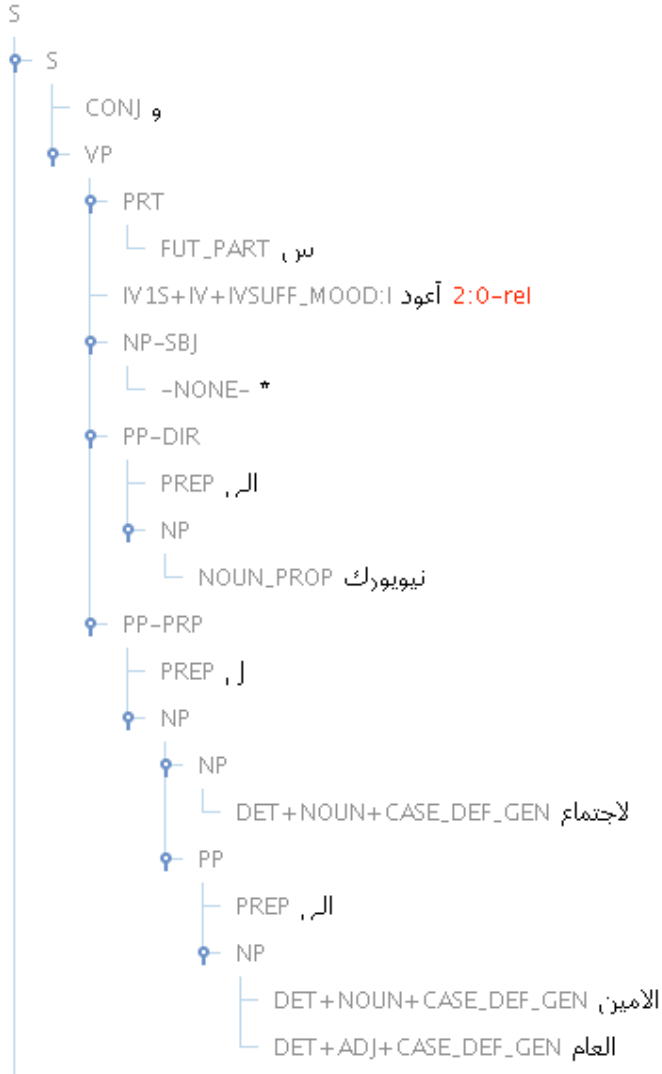 S
S
CONJ و
VP
PRT
FUT_PART س
IV1S+IV+IVSUFF_MOOD:I آعود 2:0-rel
NP-SBJ
-NONE- *
PP-DIR
PREP الى
NP
NOUN_PROP نيويورك
PP-PRP
PREP ل
NP
NP
DET+NOUN+CASE_DEF_GEN لاجتماع
PP
PREP الى
NP
DET+NOUN+CASE_DEF_GEN الامين
DET+ADJ+CASE_DEF_GEN العام